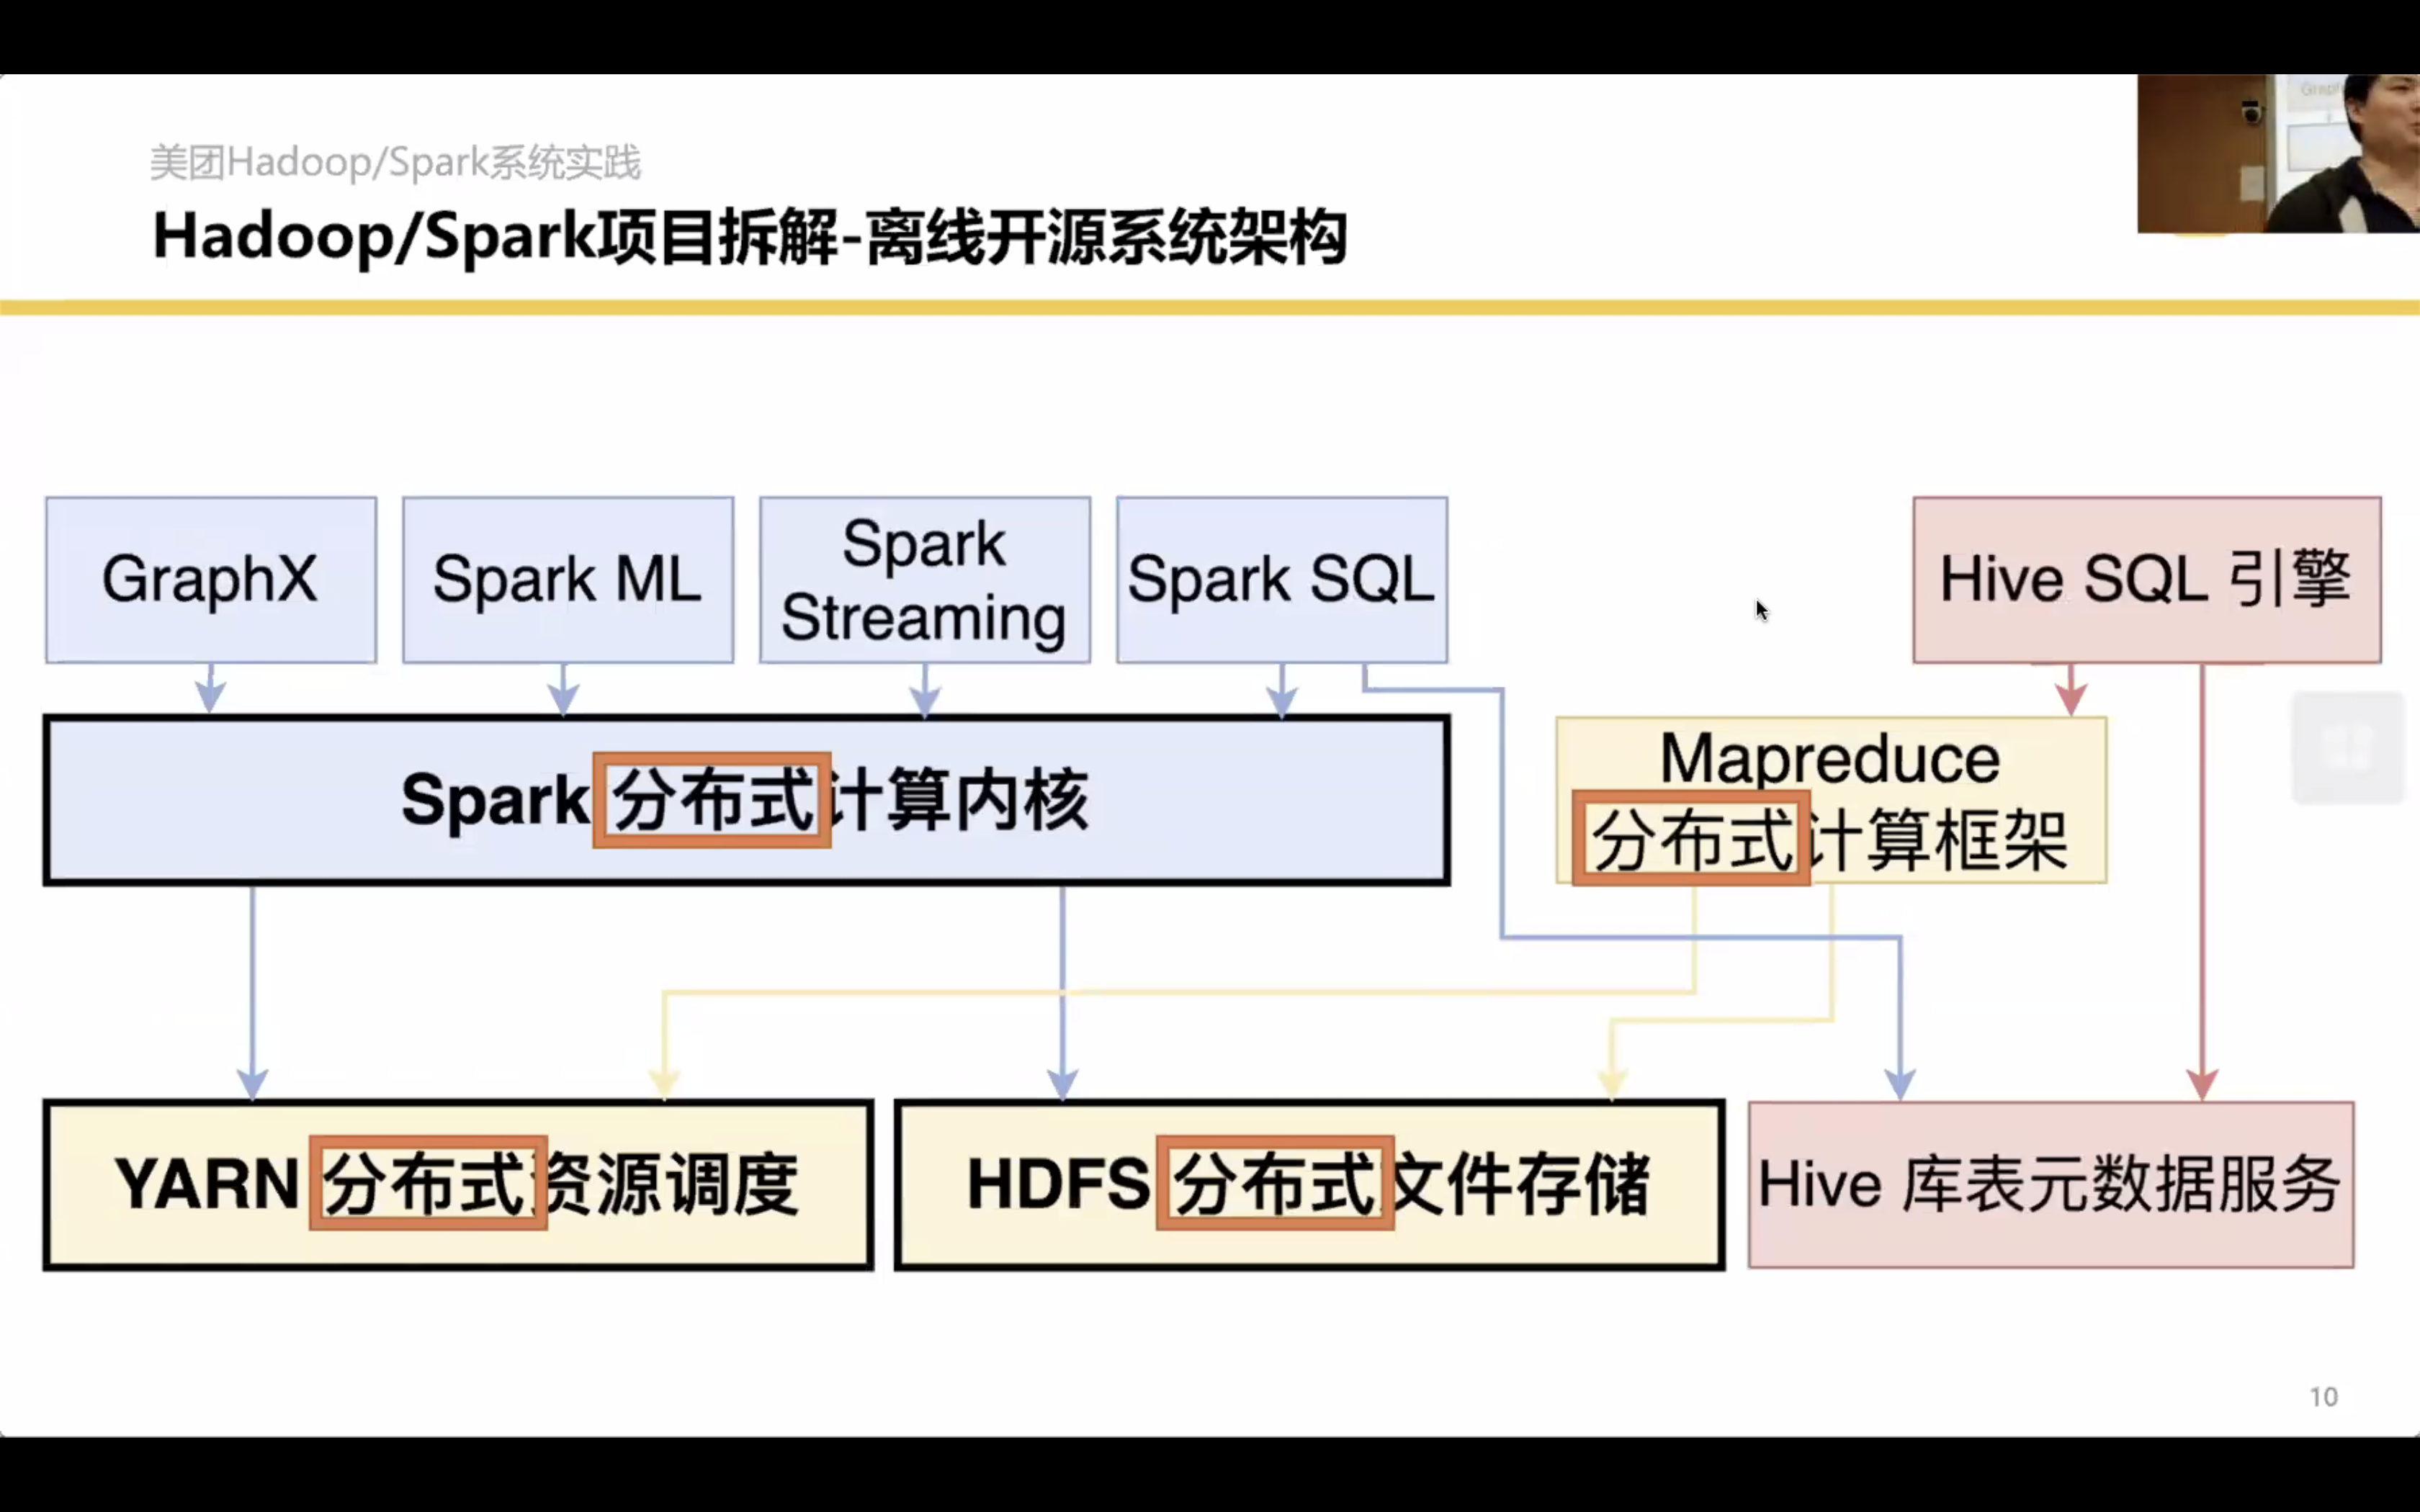 美团Hadoop/Spark系统实践
Hadoop/Spark项目拆解-离线开源系统架构
GraphX
Spark ML
Spark
Streaming
Spark SQL
Hive SQL 引擎
Spark 分布式计算内核
Mapreduce
分布式计算框架
YARN 分布式资源调度
HDFS 分布式文件存储
Hive 库表元数据服务
10